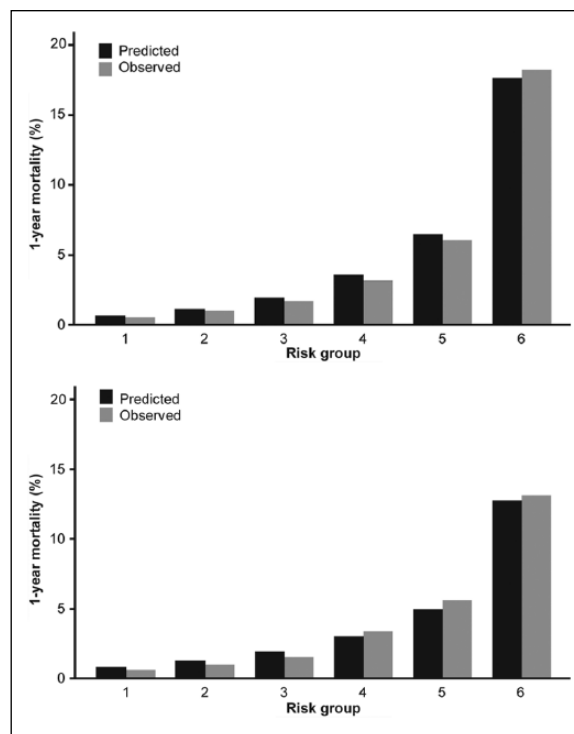 20
15
10
5
0
1-year mortality (%)
Predicted
Observed
1 2 3 4 5 6
Risk group
20
15
10
5
0
1-year mortality (%)
Predicted
Observed
1 2 3 4 5 6
Risk group